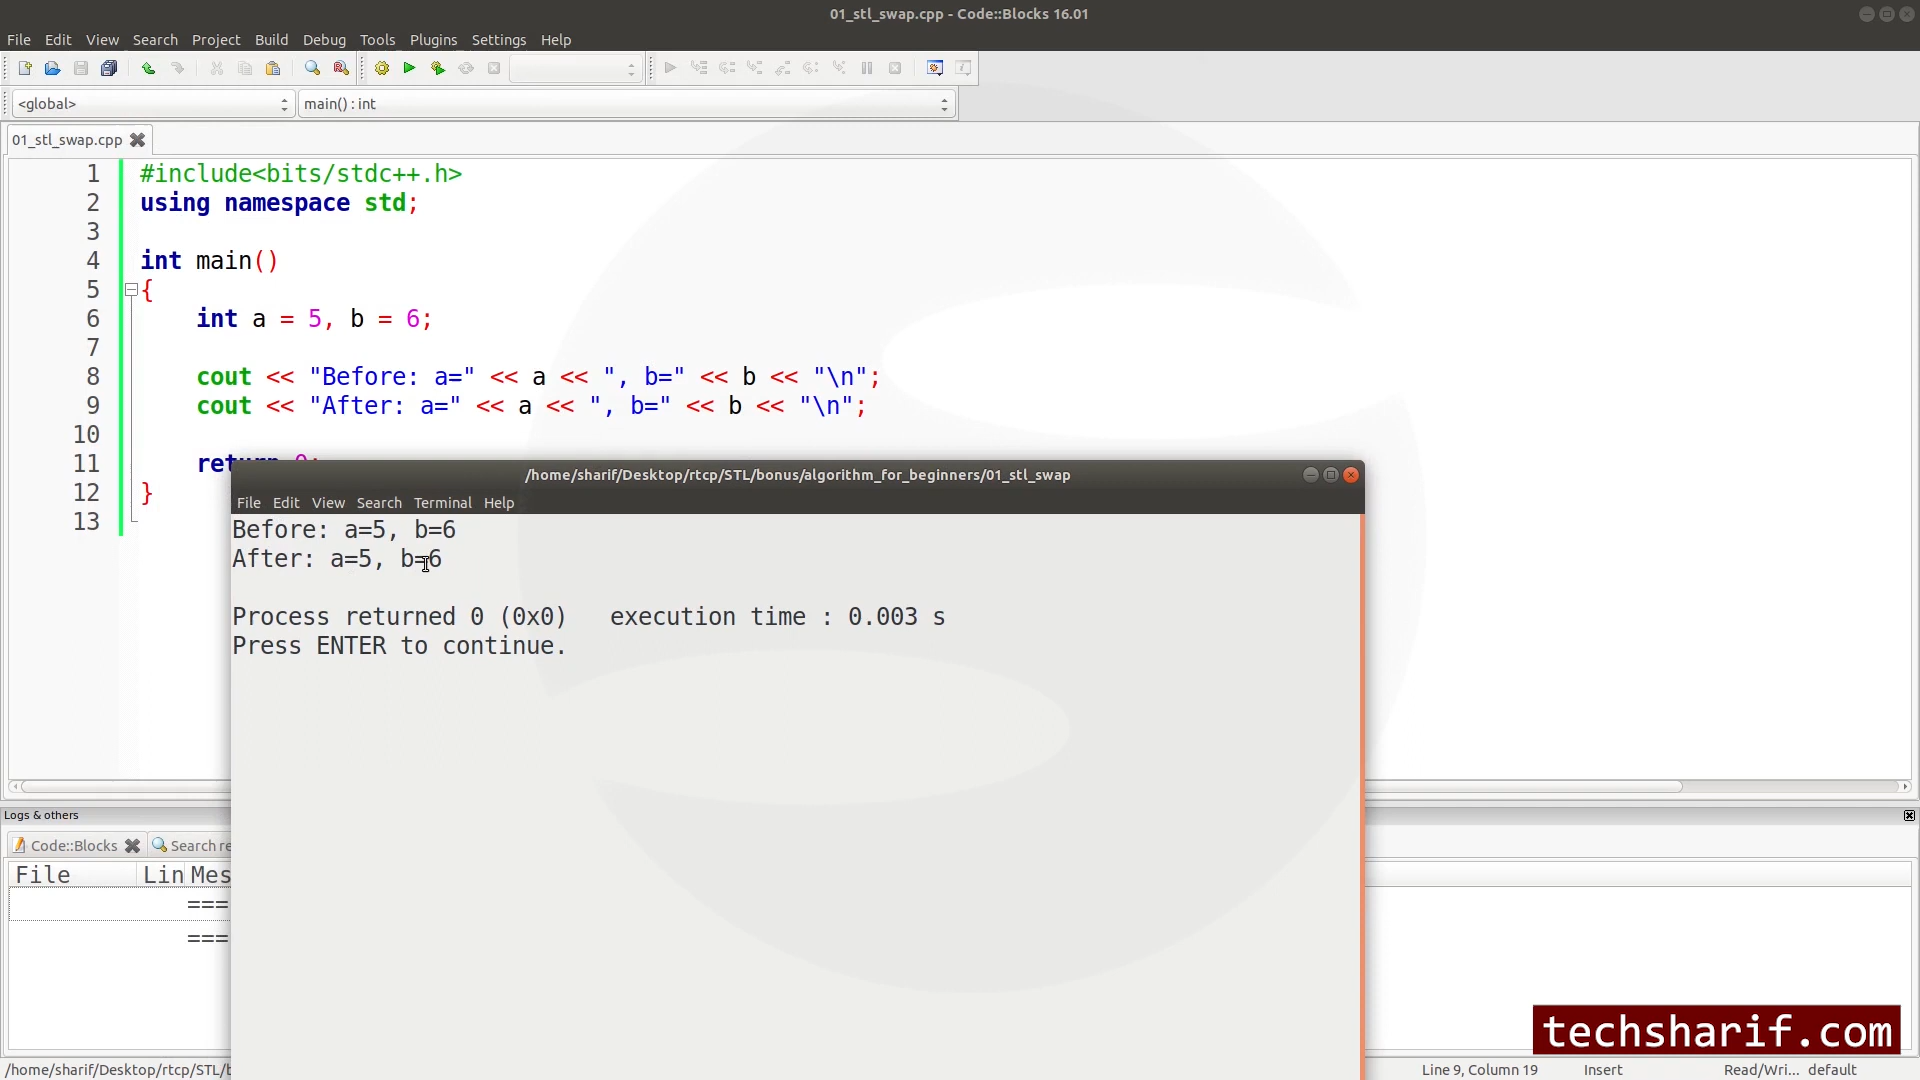 01_stl_swap.cpp - Code::Blocks 16.01
File Edit View Search Project Build Debug Tools Plugins Settings Help
<global> main() : int
01_stl_swap.cpp
1 #include<bits/stdc++.h>
2 using namespace std;
3
4 int main()
5 {
6 int a = 5, b = 6;
7
8 cout << "Before: a=" << a << ", b=" << b << "\n";
9 cout << "After: a=" << a << ", b=" << b << "\n";
10
11 return 0;
12 }
13
/home/sharif/Desktop/rtcp/STL/bonus/algorithm_for_beginners/01_stl_swap
File Edit View Search Terminal Help
Before: a=5, b=6
After: a=5, b=6
Process returned 0 (0x0) execution time : 0.003 s
Press ENTER to continue.
Logs & others
Code::Blocks Search re
File Lin Mes
===
===
techsharif.com
/home/sharif/Desktop/rtcp/STL/b Line 9, Column 19 Insert Read/Wri... default